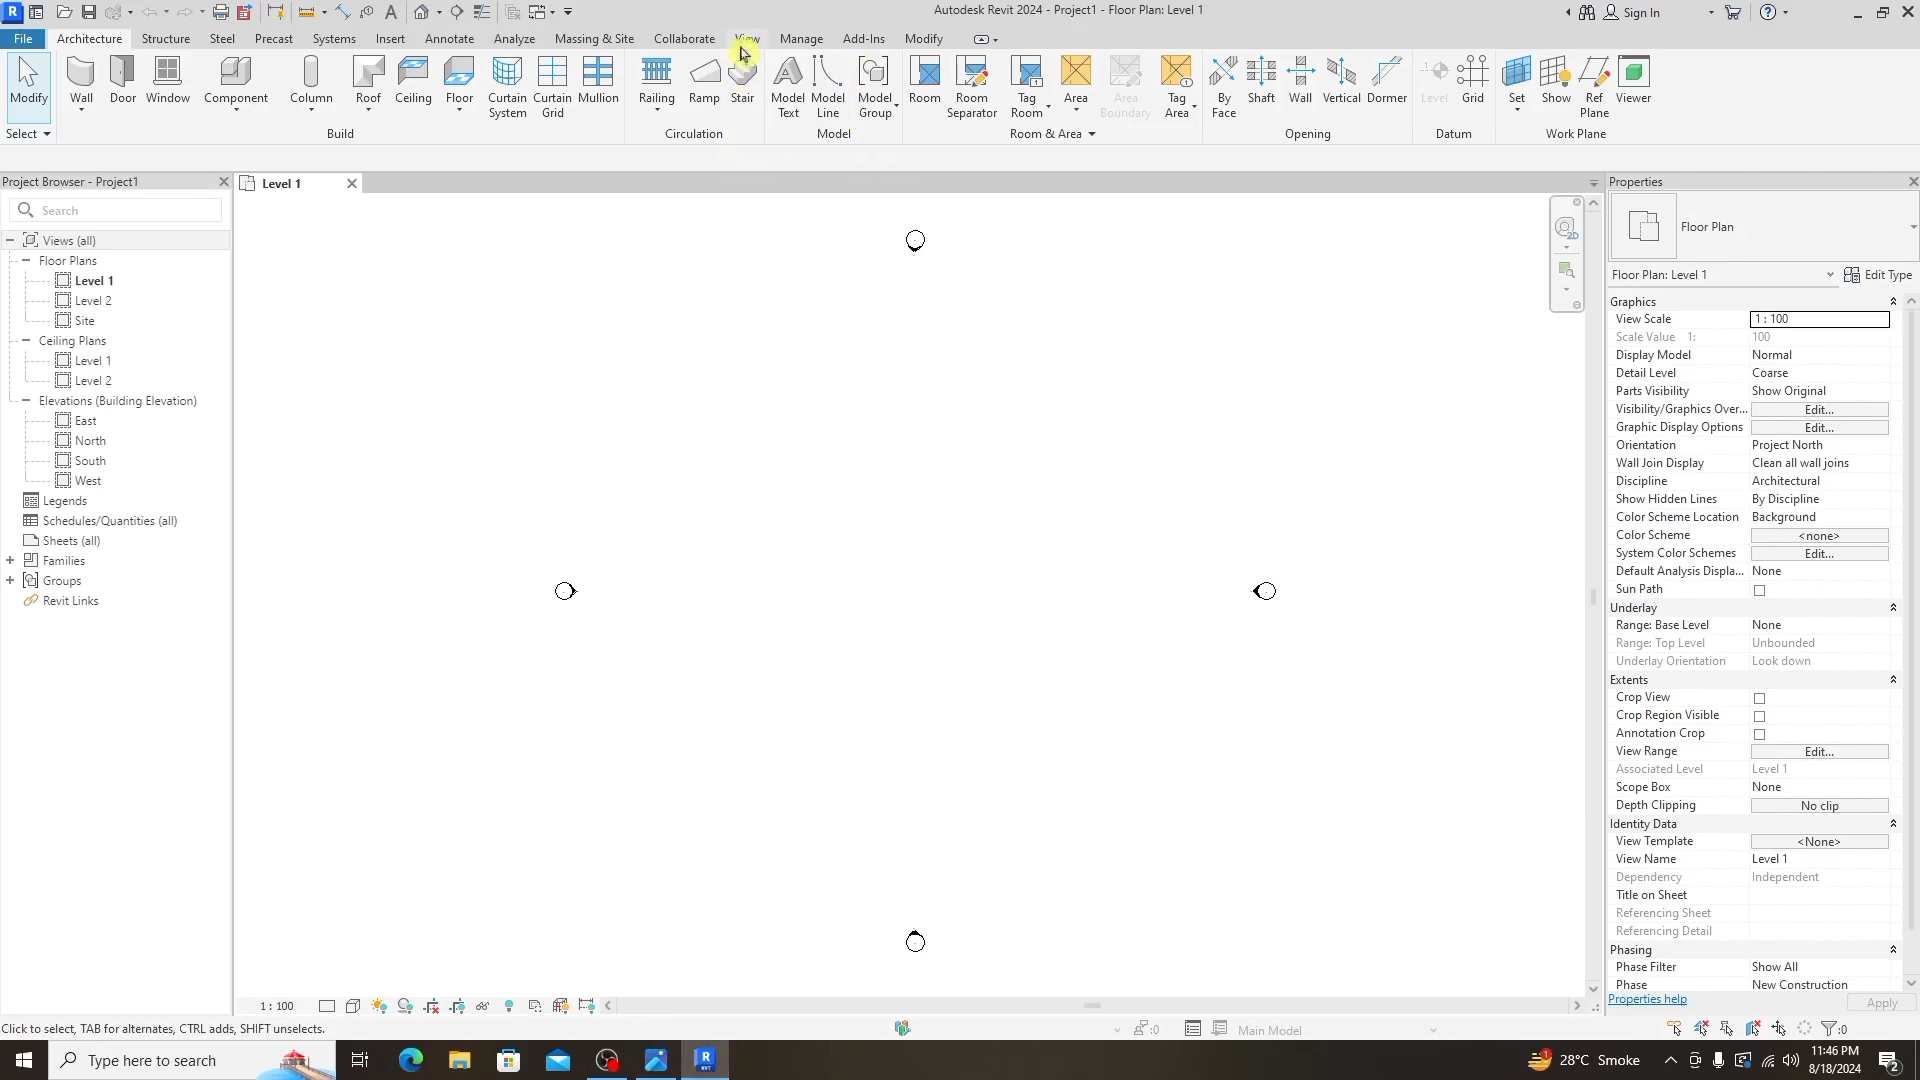 Autodesk Revit 2024 - Project1 - Floor Plan: Level 1
Sign In
File Architecture Structure Steel Precast Systems Insert Annotate Analyze Massing & Site Collaborate View Manage Add-Ins Modify
Modify Wall Door Window Component Column Roof Ceiling Floor Curtain System Curtain Grid Mullion Railing Ramp Stair Model Text Model Line Model Group Room Room Separator Tag Room Area Area Boundary Tag Area By Face Shaft Wall Vertical Dormer Level Grid Set Show Ref Plane Viewer
Select Build Circulation Model Room & Area Opening Datum Work Plane
Project Browser - Project1
Search
Views (all)
Floor Plans
Level 1
Level 2
Site
Ceiling Plans
Level 1
Level 2
Elevations (Building Elevation)
East
North
South
West
Legends
Schedules/Quantities (all)
Sheets (all)
Families
Groups
Revit Links
Level 1
2D
Properties
Floor Plan
Floor Plan: Level 1 Edit Type
Graphics
View Scale 1 : 100
Scale Value 1: 100
Display Model Normal
Detail Level Coarse
Parts Visibility Show Original
Visibility/Graphics Over... Edit...
Graphic Display Options Edit...
Orientation Project North
Wall Join Display Clean all wall joins
Discipline Architectural
Show Hidden Lines By Discipline
Color Scheme Location Background
Color Scheme <none>
System Color Schemes Edit...
Default Analysis Displa... None
Sun Path
Underlay
Range: Base Level None
Range: Top Level Unbounded
Underlay Orientation Look down
Extents
Crop View
Crop Region Visible
Annotation Crop
View Range Edit...
Associated Level Level 1
Scope Box None
Depth Clipping No clip
Identity Data
View Template <None>
View Name Level 1
Dependency Independent
Title on Sheet
Referencing Sheet
Referencing Detail
Phasing
Phase Filter Show All
Phase New Construction
Properties help Apply
1 : 100
Click to select, TAB for alternates, CTRL adds, SHIFT unselects.
:0
Main Model
:0
Type here to search
28°C Smoke
11:46 PM
8/18/2024
2